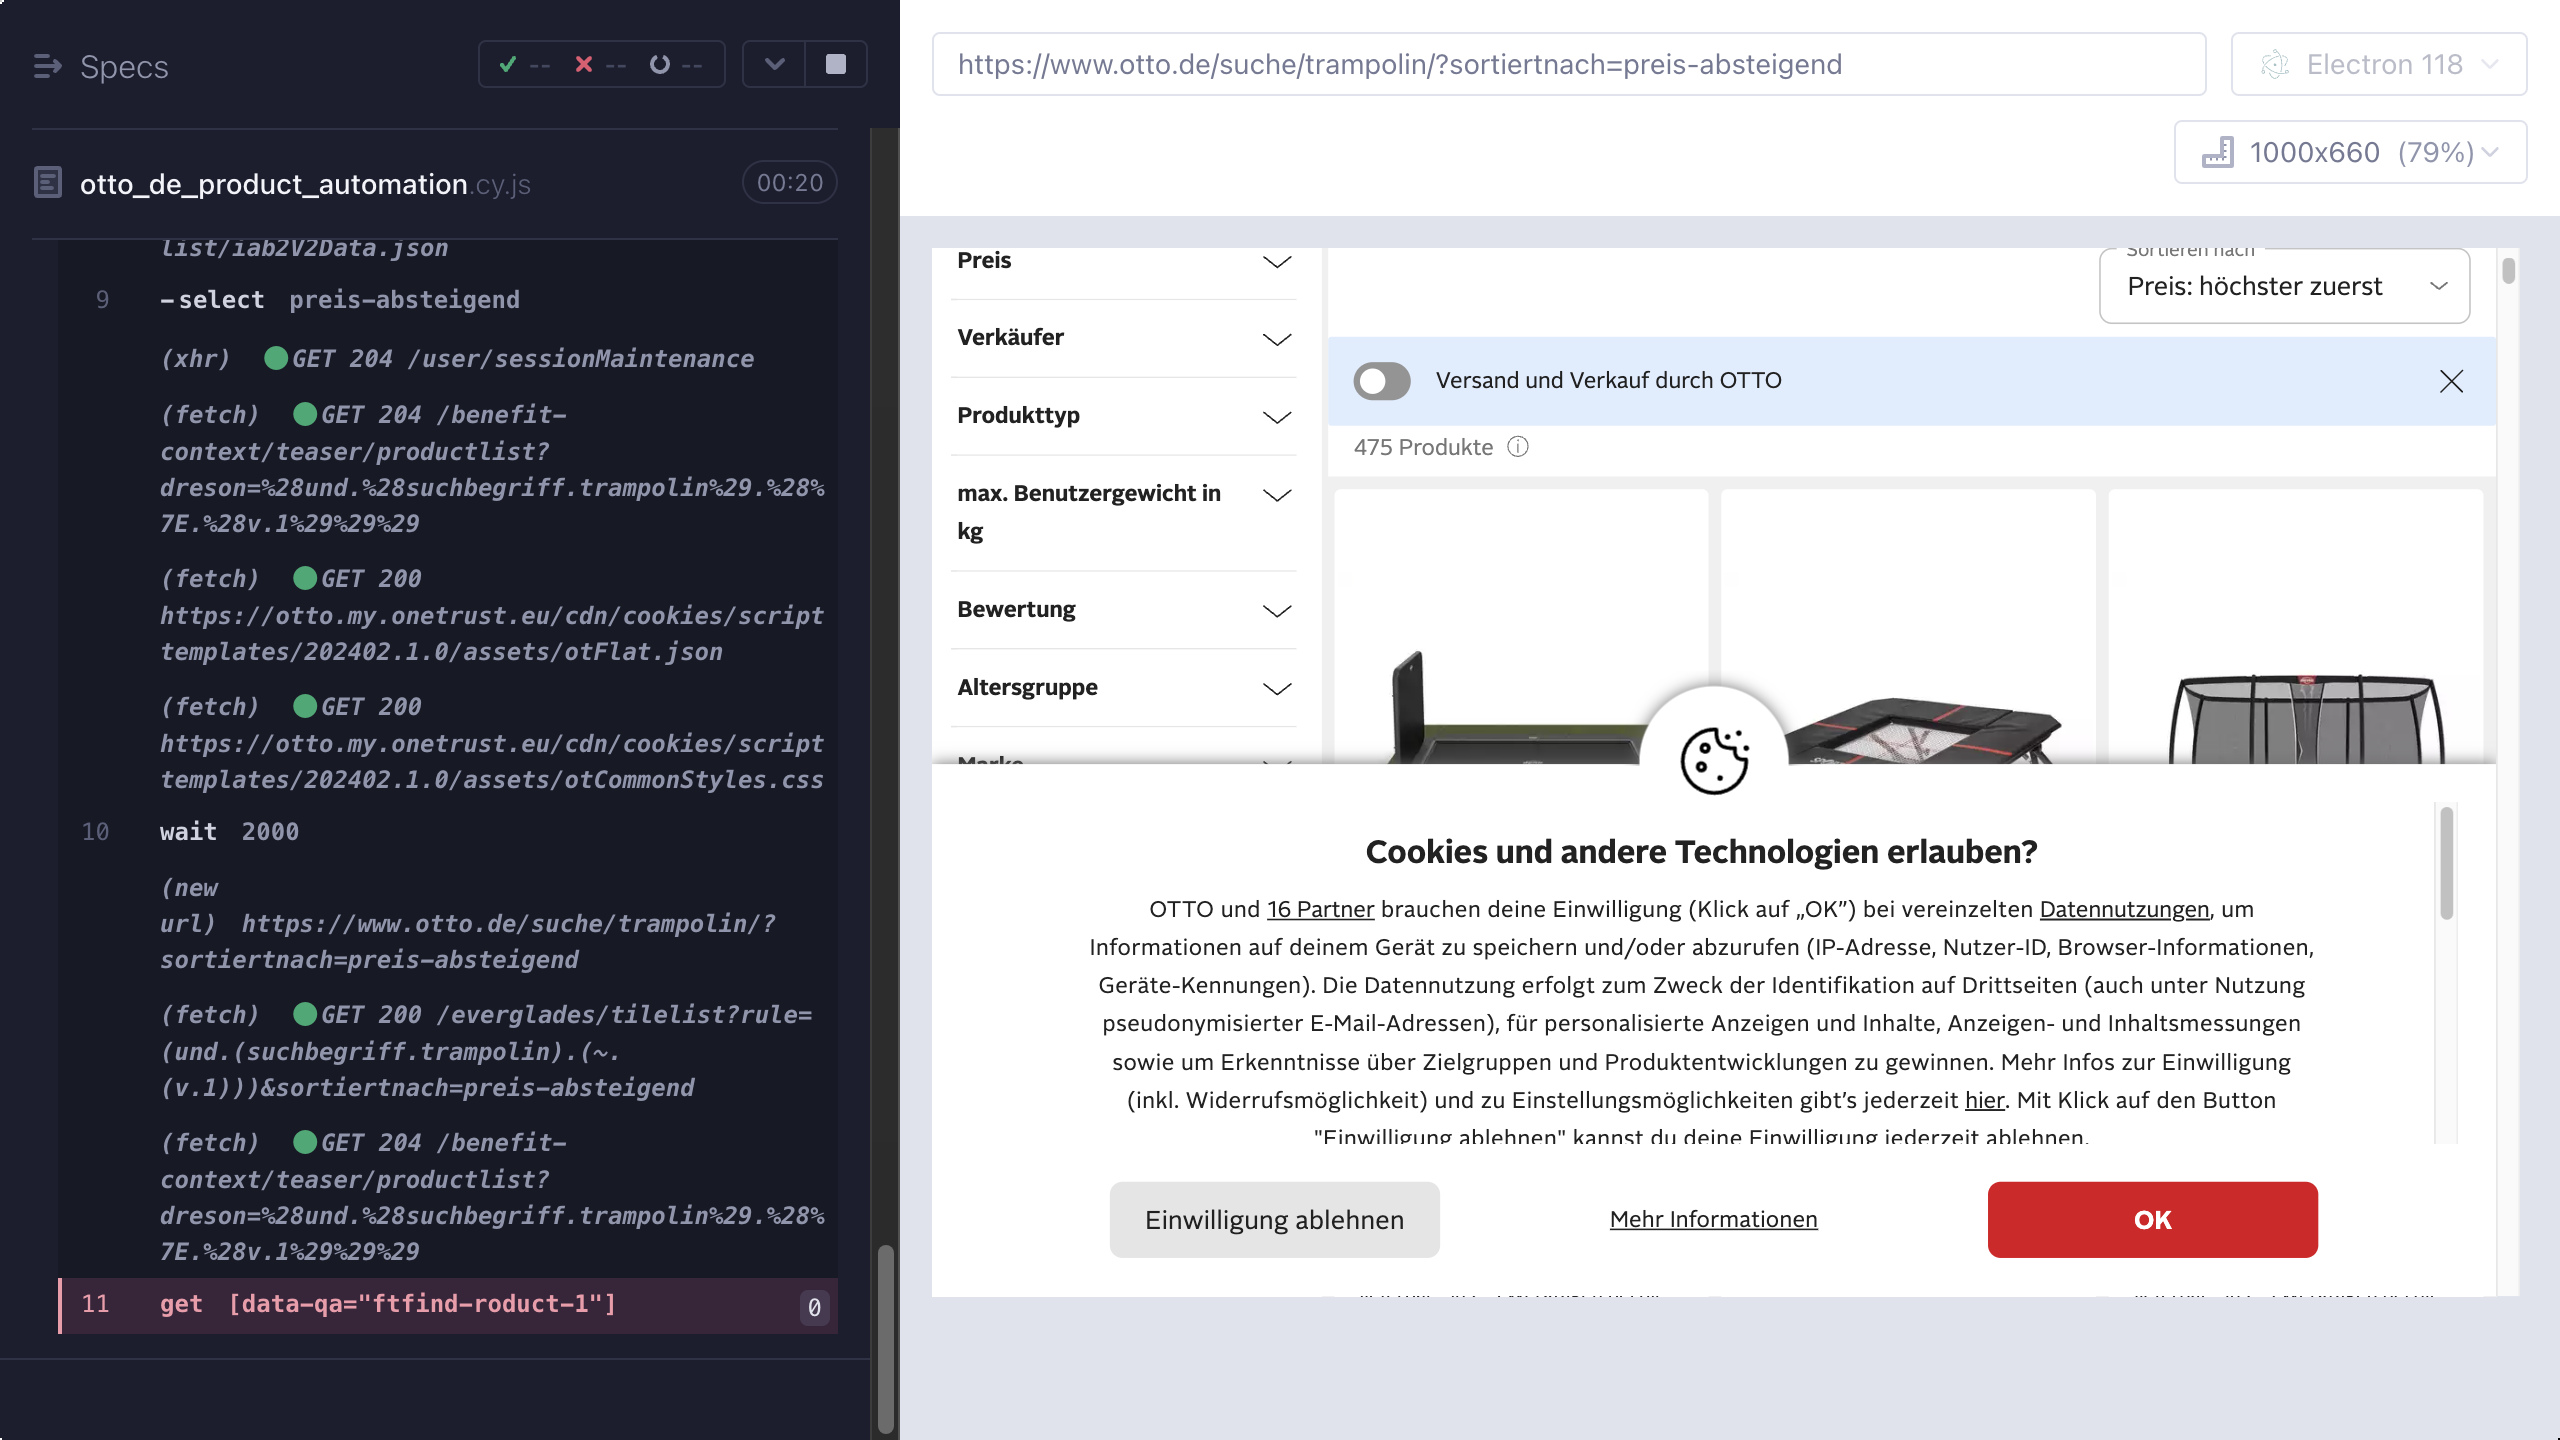 Specs
-- -- --
otto_de_product_automation.cy.js
00:20
list/iab2V2Data.json
9 -select preis-absteigend
(xhr) GET 204 /user/sessionMaintenance
(fetch) GET 204 /benefit-
context/teaser/productlist?
dreson=%28und.%28suchbegriff.trampolin%29.%28%
7E.%28v.1%29%29%29
(fetch) GET 200
https://otto.my.onetrust.eu/cdn/cookies/script
templates/202402.1.0/assets/otFlat.json
(fetch) GET 200
https://otto.my.onetrust.eu/cdn/cookies/script
templates/202402.1.0/assets/otCommonStyles.css
10 wait 2000
(new
url) https://www.otto.de/suche/trampolin/?
sortiertnach=preis-absteigend
(fetch) GET 200 /everglades/tilelist?rule=
(und.(suchbegriff.trampolin).(~.
(v.1)))&sortiertnach=preis-absteigend
(fetch) GET 204 /benefit-
context/teaser/productlist?
dreson=%28und.%28suchbegriff.trampolin%29.%28%
7E.%28v.1%29%29%29
11 get [data-qa="ftfind-roduct-1"] 0
https://www.otto.de/suche/trampolin/?sortiertnach=preis-absteigend
Electron 118
1000x660 (79%)
Preis
Verkäufer
Produkttyp
max. Benutzergewicht in
kg
Bewertung
Altersgruppe
Marke
Sortieren nach
Preis: höchster zuerst
Versand und Verkauf durch OTTO
475 Produkte
Cookies und andere Technologien erlauben?
OTTO und 16 Partner brauchen deine Einwilligung (Klick auf „OK”) bei vereinzelten Datennutzungen, um
Informationen auf deinem Gerät zu speichern und/oder abzurufen (IP-Adresse, Nutzer-ID, Browser-Informationen,
Geräte-Kennungen). Die Datennutzung erfolgt zum Zweck der Identifikation auf Drittseiten (auch unter Nutzung
pseudonymisierter E-Mail-Adressen), für personalisierte Anzeigen und Inhalte, Anzeigen- und Inhaltsmessungen
sowie um Erkenntnisse über Zielgruppen und Produktentwicklungen zu gewinnen. Mehr Infos zur Einwilligung
(inkl. Widerrufsmöglichkeit) und zu Einstellungsmöglichkeiten gibt’s jederzeit hier. Mit Klick auf den Button
"Einwilligung ablehnen" kannst du deine Einwilligung jederzeit ablehnen.
Einwilligung ablehnen
Mehr Informationen
OK